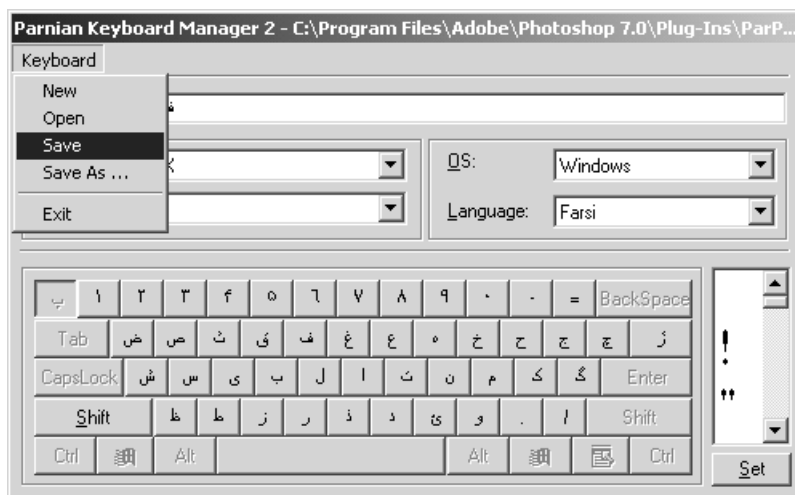 Parnian Keyboard Manager 2 - C:\Program Files\Adobe\Photoshop 7.0\Plug-Ins\ParP...
Keyboard
New
Open
Save
Save As ...
Exit
OS: Windows
Language: Farsi
پ ۱ ۲ ۳ ۴ ۵ ۶ ۷ ۸ ۹ ۰ - = BackSpace
Tab ض ص ث ق ف غ ع ه خ ح ج چ ژ
CapsLock ش س ی ب ل ا ت ن م ک گ Enter
Shift ظ ط ز ر ذ د ئ و . / Shift
Ctrl Alt Alt Ctrl
!
"
Set